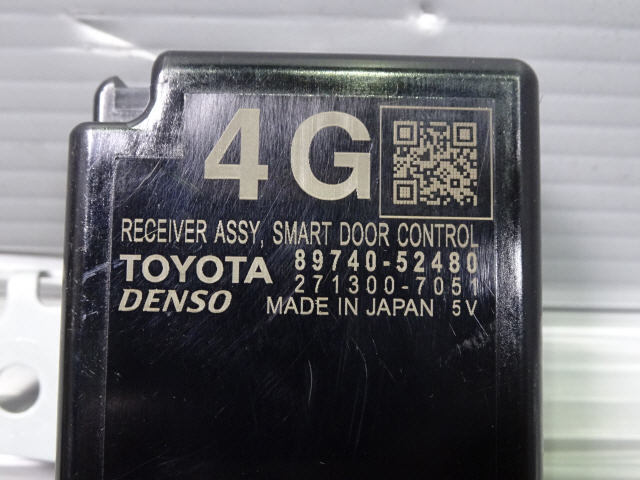 4G
RECEIVER ASSY, SMART DOOR CONTROL
TOYOTA 89740-52480
DENSO 271300-7051
MADE IN JAPAN 5V